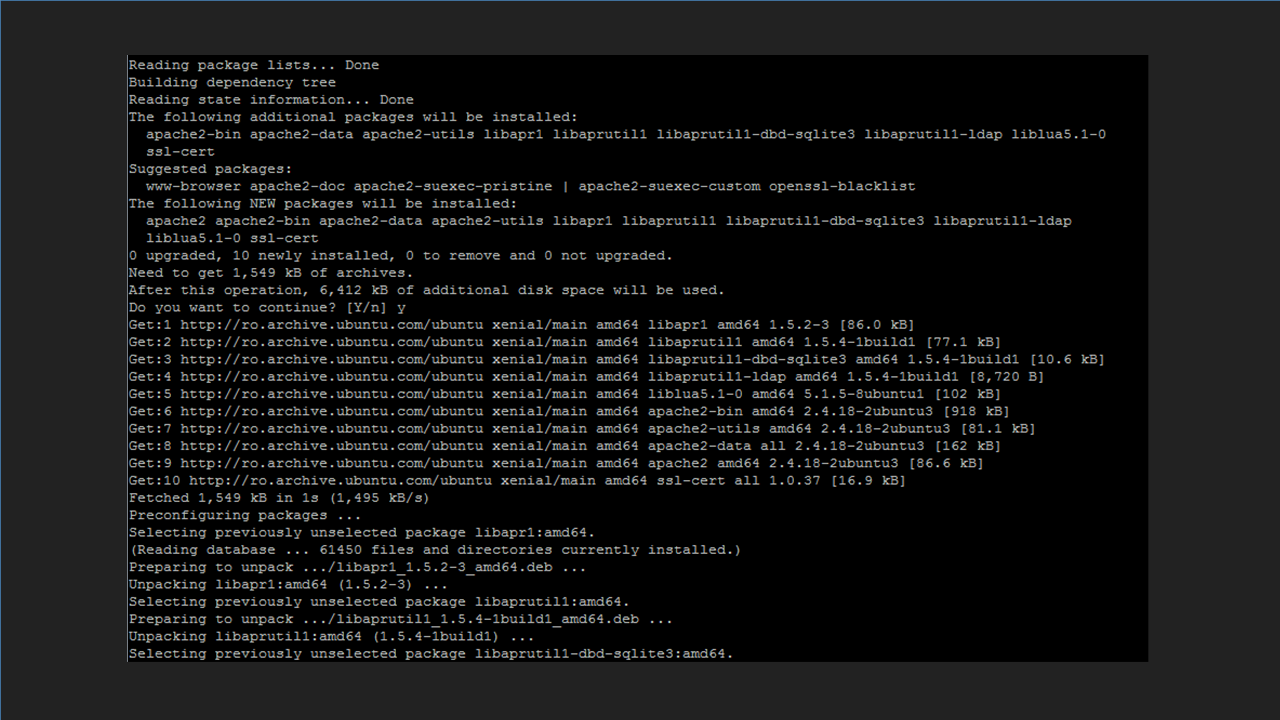 Reading package lists... Done
Building dependency tree
Reading state information... Done
The following additional packages will be installed:
  apache2-bin apache2-data apache2-utils libapr1 libaprutil1 libaprutil1-dbd-sqlite3 libaprutil1-ldap liblua5.1-0
  ssl-cert
Suggested packages:
  www-browser apache2-doc apache2-suexec-pristine | apache2-suexec-custom openssl-blacklist
The following NEW packages will be installed:
  apache2 apache2-bin apache2-data apache2-utils libapr1 libaprutil1 libaprutil1-dbd-sqlite3 libaprutil1-ldap
  liblua5.1-0 ssl-cert
0 upgraded, 10 newly installed, 0 to remove and 0 not upgraded.
Need to get 1,549 kB of archives.
After this operation, 6,412 kB of additional disk space will be used.
Do you want to continue? [Y/n] y
Get:1 http://ro.archive.ubuntu.com/ubuntu xenial/main amd64 libapr1 amd64 1.5.2-3 [86.0 kB]
Get:2 http://ro.archive.ubuntu.com/ubuntu xenial/main amd64 libaprutil1 amd64 1.5.4-1build1 [77.1 kB]
Get:3 http://ro.archive.ubuntu.com/ubuntu xenial/main amd64 libaprutil1-dbd-sqlite3 amd64 1.5.4-1build1 [10.6 kB]
Get:4 http://ro.archive.ubuntu.com/ubuntu xenial/main amd64 libaprutil1-ldap amd64 1.5.4-1build1 [8,720 B]
Get:5 http://ro.archive.ubuntu.com/ubuntu xenial/main amd64 liblua5.1-0 amd64 5.1.5-8ubuntu1 [102 kB]
Get:6 http://ro.archive.ubuntu.com/ubuntu xenial/main amd64 apache2-bin amd64 2.4.18-2ubuntu3 [918 kB]
Get:7 http://ro.archive.ubuntu.com/ubuntu xenial/main amd64 apache2-utils amd64 2.4.18-2ubuntu3 [81.1 kB]
Get:8 http://ro.archive.ubuntu.com/ubuntu xenial/main amd64 apache2-data all 2.4.18-2ubuntu3 [162 kB]
Get:9 http://ro.archive.ubuntu.com/ubuntu xenial/main amd64 apache2 amd64 2.4.18-2ubuntu3 [86.6 kB]
Get:10 http://ro.archive.ubuntu.com/ubuntu xenial/main amd64 ssl-cert all 1.0.37 [16.9 kB]
Fetched 1,549 kB in 1s (1,495 kB/s)
Preconfiguring packages ...
Selecting previously unselected package libapr1:amd64.
(Reading database ... 61450 files and directories currently installed.)
Preparing to unpack .../libapr1_1.5.2-3_amd64.deb ...
Unpacking libapr1:amd64 (1.5.2-3) ...
Selecting previously unselected package libaprutil1:amd64.
Preparing to unpack .../libaprutil1_1.5.4-1build1_amd64.deb ...
Unpacking libaprutil1:amd64 (1.5.4-1build1) ...
Selecting previously unselected package libaprutil1-dbd-sqlite3:amd64.